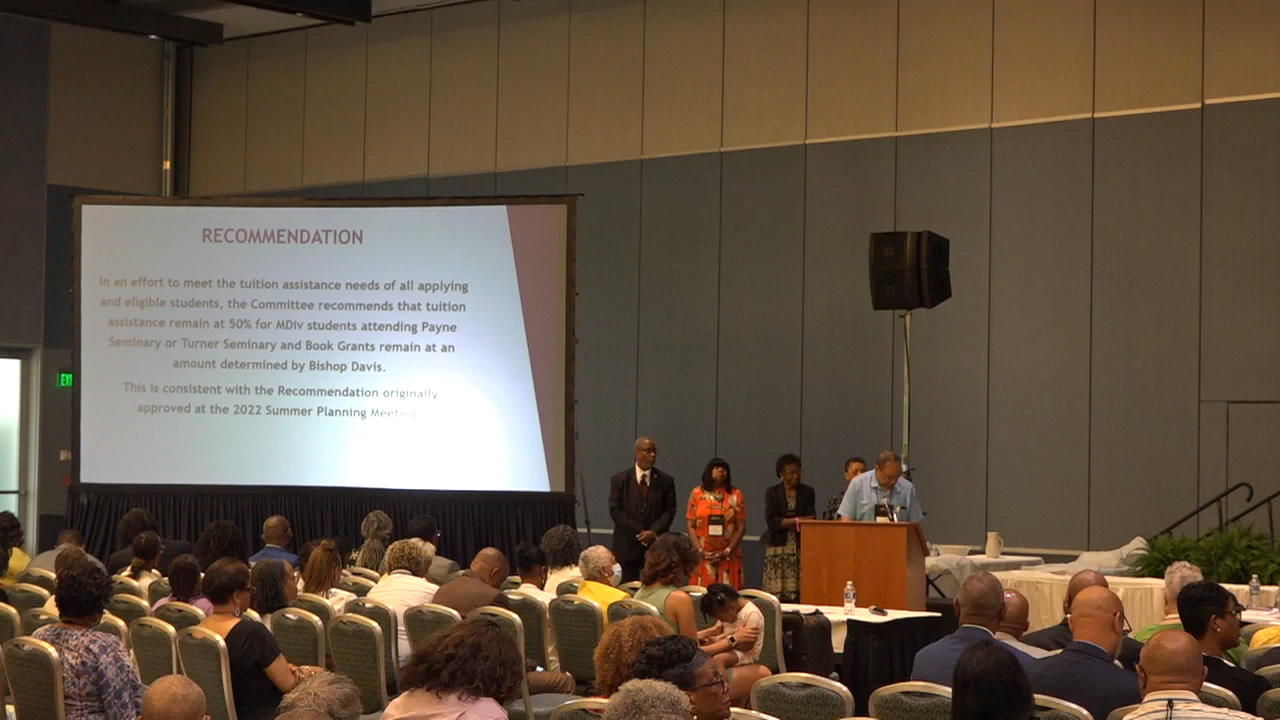 RECOMMENDATION
In an effort to meet the tuition assistance needs of all applying
and eligible students, the Committee recommends that tuition
assistance remain at 50% for MDiv students attending Payne
Seminary or Turner Seminary and Book Grants remain at an
amount determined by Bishop Davis.
This is consistent with the Recommendation originally
approved at the 2022 Summer Planning Meeting
EX